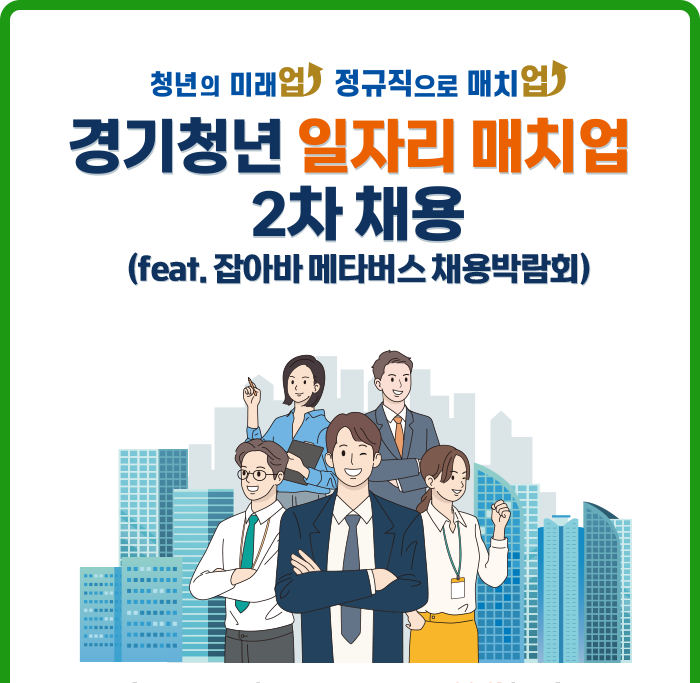 청년의 미래업 정규직으로 매치업
경기청년 일자리 매치업
2차 채용
(feat. 잡아바 메타버스 채용박람회)